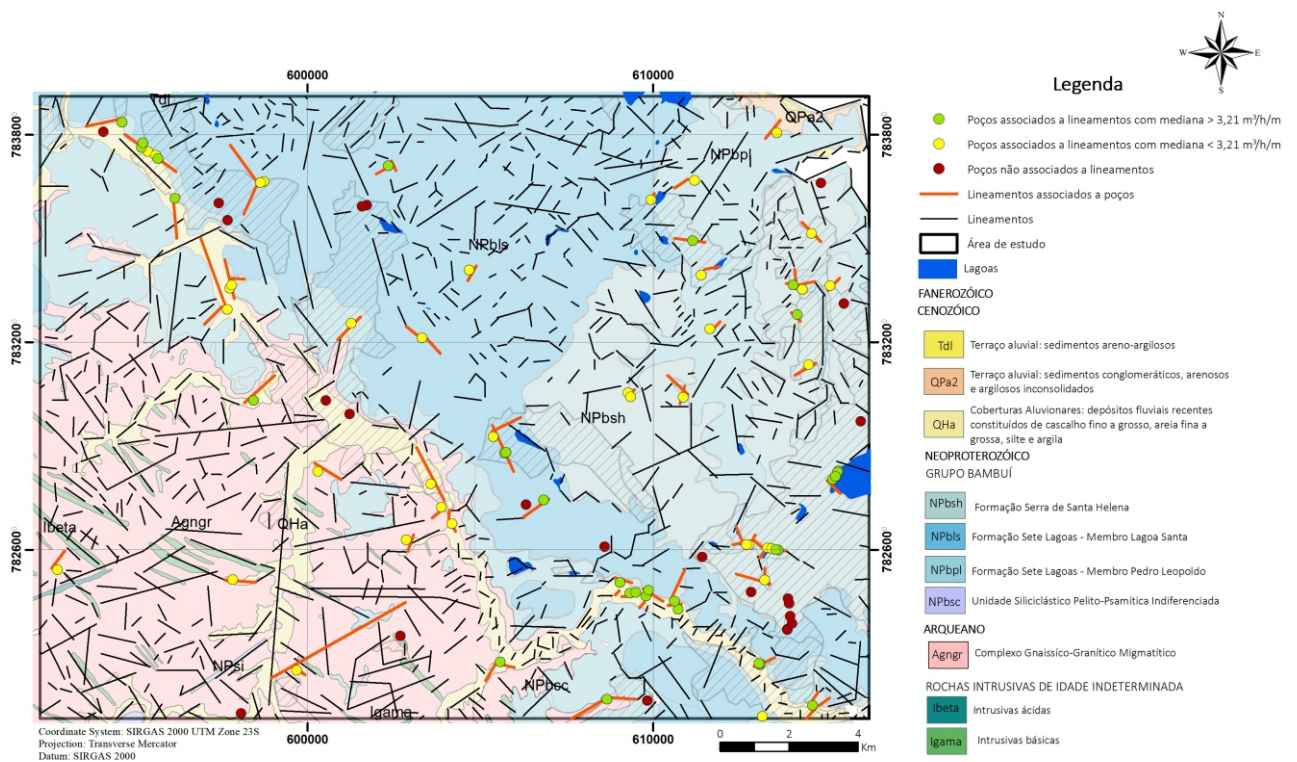 N
W E
S
Legenda
Poços associados a lineamentos com mediana > 3,21 m³/h/m
Poços associados a lineamentos com mediana < 3,21 m³/h/m
Poços não associados a lineamentos
Lineamentos associados a poços
Lineamentos
Área de estudo
Lagoas
FANEROZÓICO
CENOZÓICO
Tdl Terraço aluvial: sedimentos areno-argilosos
QPa2 Terraço aluvial: sedimentos conglomeráticos, arenosos
e argilosos inconsolidados
QHa Coberturas Aluvionares: depósitos fluviais recentes
constituídos de cascalho fino a grosso, areia fina a
grossa, silte e argila
NEOPROTEROZÓICO
GRUPO BAMBUÍ
NPbsh Formação Serra de Santa Helena
NPbls Formação Sete Lagoas - Membro Lagoa Santa
NPbpl Formação Sete Lagoas - Membro Pedro Leopoldo
NPbsc Unidade Siliciclástico Pelito-Psamítica Indiferenciada
ARQUEANO
Agngr Complexo Gnaissíco-Granítico Migmatítico
ROCHAS INTRUSIVAS DE IDADE INDETERMINADA
Ibeta Intrusivas ácidas
Igama Intrusivas básicas
600000 610000
Tdl
QPa2
783800 783800
NPbpl
NPbls
783200 783200
NPbsh
Agngr
Ibeta
QHa
782600 782600
NPsi
NPbcc
Igama
600000 610000
0 2 4
Km
Coordinate System: SIRGAS 2000 UTM Zone 23S
Projection: Transverse Mercator
Datum: SIRGAS 2000